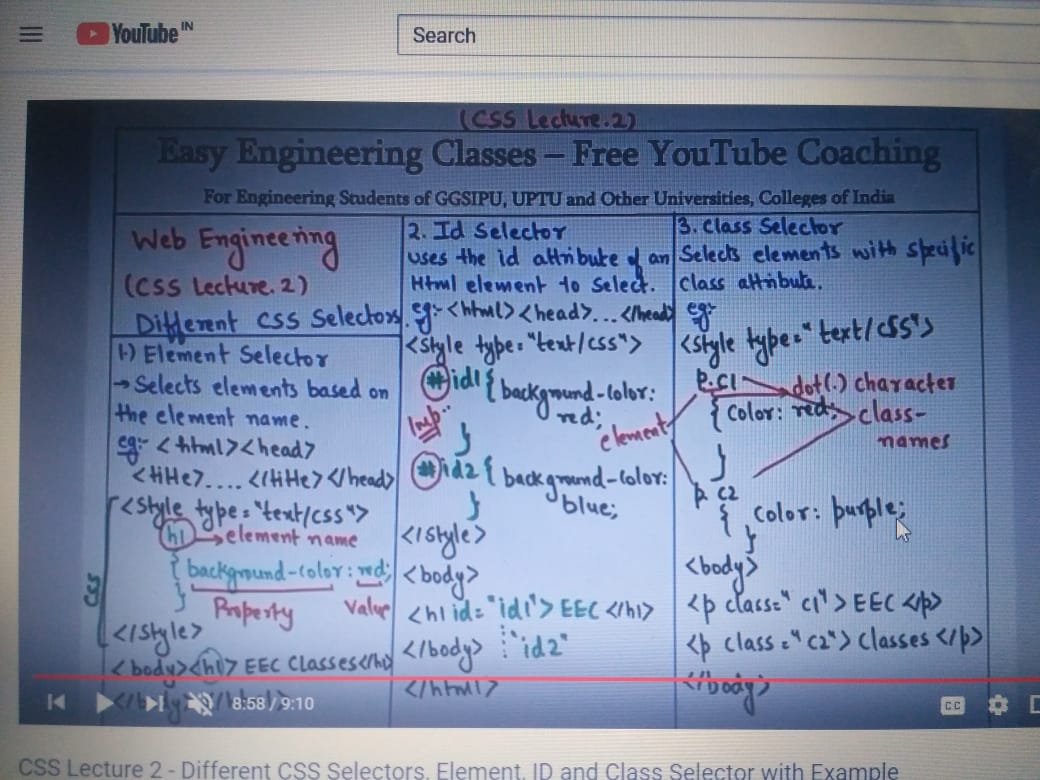 YouTube IN
Search
(CSS Lecture.2)
Easy Engineering Classes – Free YouTube Coaching
For Engineering Students of GGSIPU, UPTU and Other Universities, Colleges of India
Web Engineering
(CSS Lecture.2)
Different CSS Selectors.
1.) Element Selector
→ Selects elements based on
the element name.
eg:- <html><head>
<title>....</title></head>
<style type="text/css">
h1 → element name
{ background-color: red;
}
Property Value
</style>
<body><h1> EEC Classes</h1>
</body></html>
2. Id Selector
uses the id attribute of an
Html element to select.
eg:- <html><head>...</head>
<style type="text/css">
#id1 { background-color:
red;
Imp
}
#id2 { background-color:
blue;
}
</style>
<body>
<h1 id="id1"> EEC </h1>
"id2"
</body>
</html>
3. Class Selector
Selects elements with specific
class attribute.
eg:-
<style type="text/css">
p.c1 dot(.) character
{ color: red;
element
class-
names
}
p.c2
{ color: purple;
}
<body>
<p class="c1"> EEC </p>
<p class="c2"> Classes </p>
</body>
8:58 / 9:10
CC
CSS Lecture 2 - Different CSS Selectors, Element, ID and Class Selector with Example